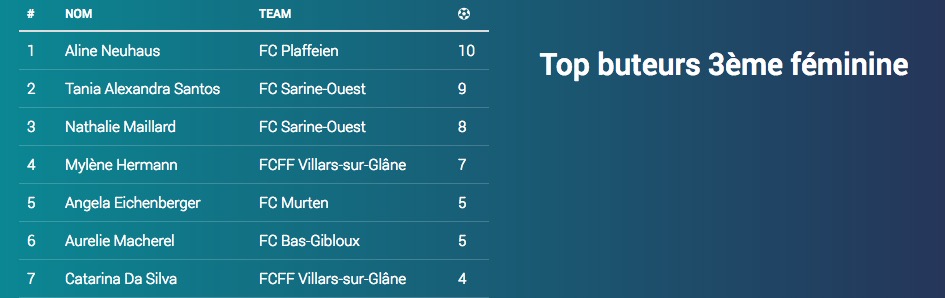 # NOM TEAM
1 Aline Neuhaus FC Plaffeien 10
2 Tania Alexandra Santos FC Sarine-Ouest 9
3 Nathalie Maillard FC Sarine-Ouest 8
4 Mylène Hermann FCFF Villars-sur-Glâne 7
5 Angela Eichenberger FC Murten 5
6 Aurelie Macherel FC Bas-Gibloux 5
7 Catarina Da Silva FCFF Villars-sur-Glâne 4
Top buteurs 3ème féminine